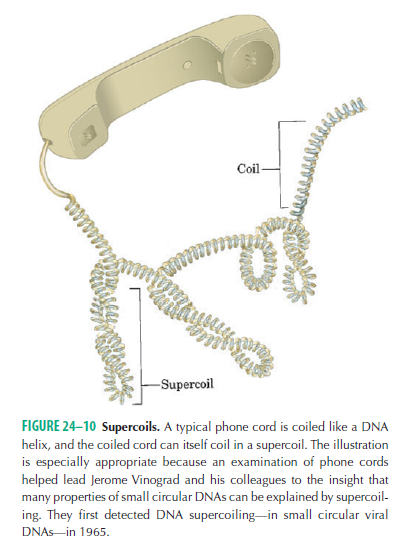 Coil
Supercoil
FIGURE 24–10 Supercoils. A typical phone cord is coiled like a DNA
helix, and the coiled cord can itself coil in a supercoil. The illustration
is especially appropriate because an examination of phone cords
helped lead Jerome Vinograd and his colleagues to the insight that
many properties of small circular DNAs can be explained by supercoil-
ing. They first detected DNA supercoiling—in small circular viral
DNAs—in 1965.